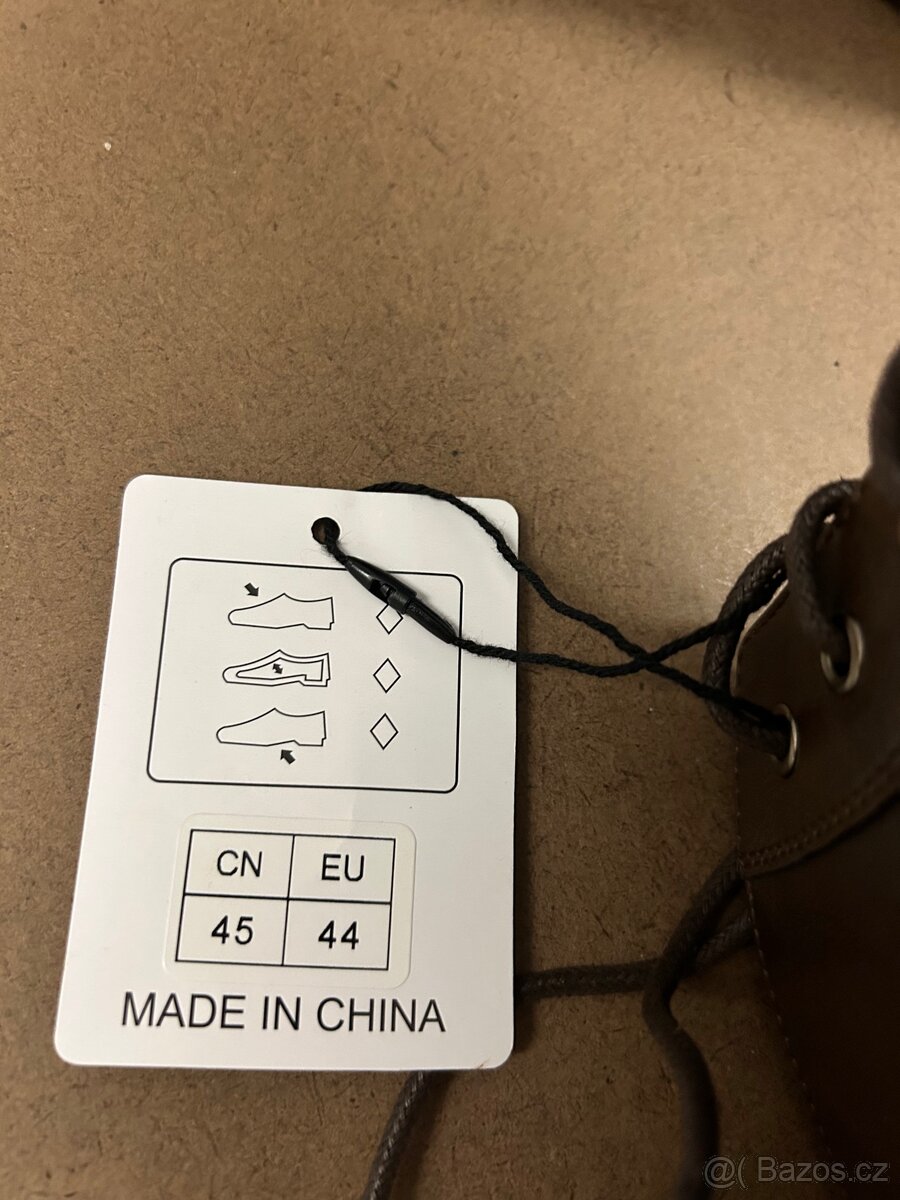 CN EU
45 44
MADE IN CHINA
@( Bazos.cz